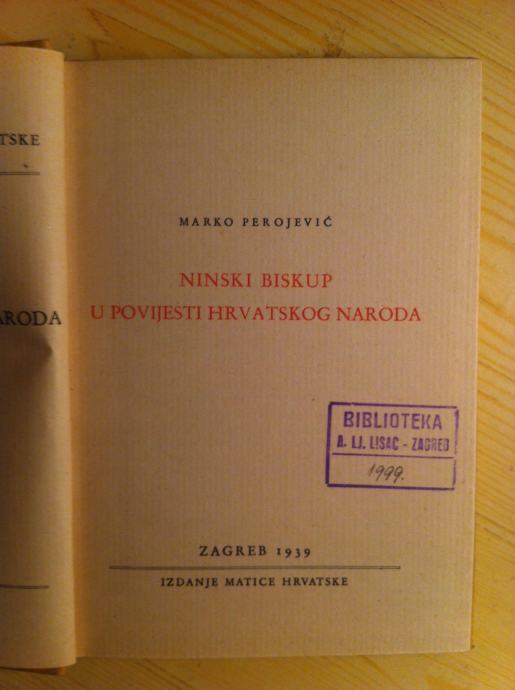 TSKE
ARODA
MARKO PEROJEVIĆ
NINSKI BISKUP
U POVIJESTI HRVATSKOG NARODA
BIBLIOTEKA
A. LJ. LISAC - ZAGREB
1999.
ZAGREB 1939
IZDANJE MATICE HRVATSKE